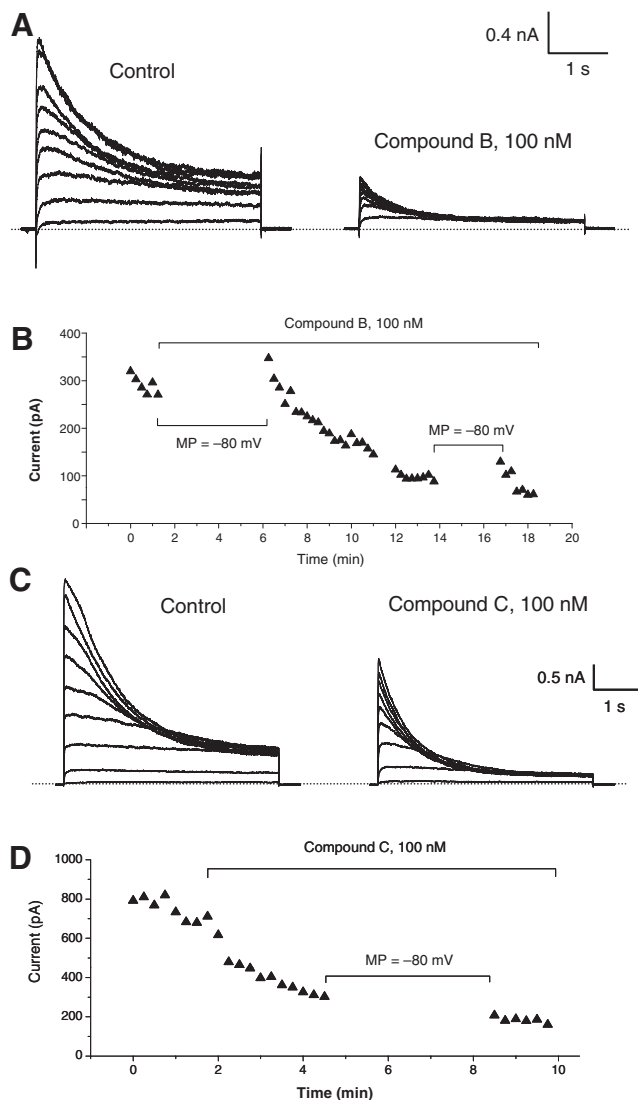 A
Control
0.4 nA
1 s
Compound B, 100 nM
B
Compound B, 100 nM
400
300
200
100
0
Current (pA)
MP = –80 mV
MP = –80 mV
0 2 4 6 8 10 12 14 16 18 20
Time (min)
C
Control
Compound C, 100 nM
0.5 nA
1 s
D
Compound C, 100 nM
1000
800
600
400
200
0
Current (pA)
MP = –80 mV
0 2 4 6 8 10
Time (min)